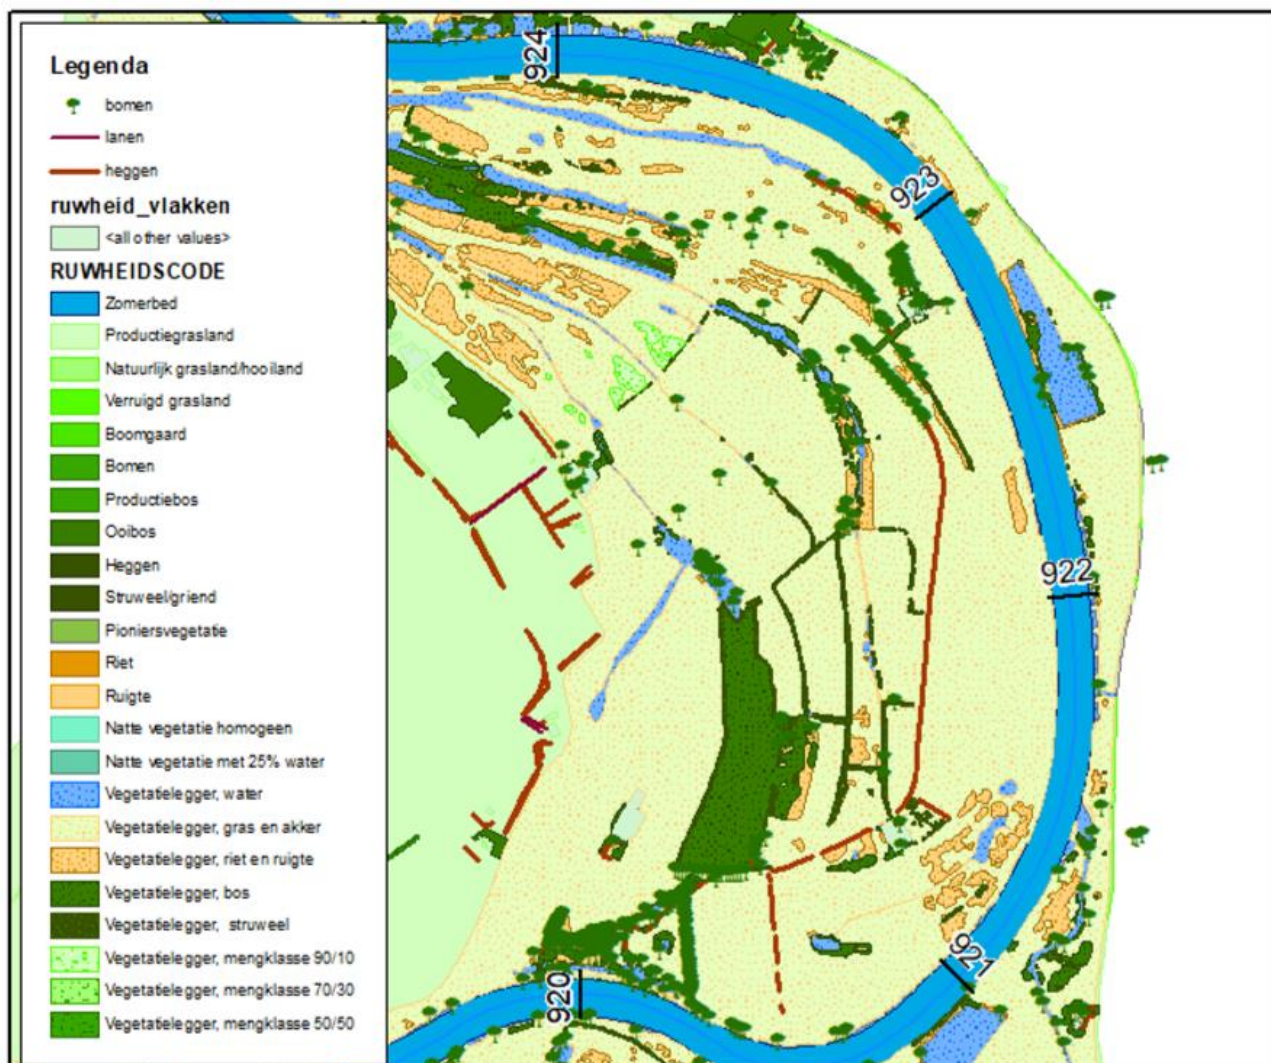 Legenda
bomen
lanen
heggen
ruwheid_vlakken
<all other values>
RUWHEIDSCODE
Zomerbed
Productiegrasland
Natuurlijk grasland/hooiland
Verruigd grasland
Boomgaard
Bomen
Productiebos
Ooibos
Heggen
Struweel/griend
Pioniersvegetatie
Riet
Ruigte
Natte vegetatie homogeen
Natte vegetatie met 25% water
Vegetatielegger, water
Vegetatielegger, gras en akker
Vegetatielegger, riet en ruigte
Vegetatielegger, bos
Vegetatielegger, struweel
Vegetatielegger, mengklasse 90/10
Vegetatielegger, mengklasse 70/30
Vegetatielegger, mengklasse 50/50
924
923
922
921
920